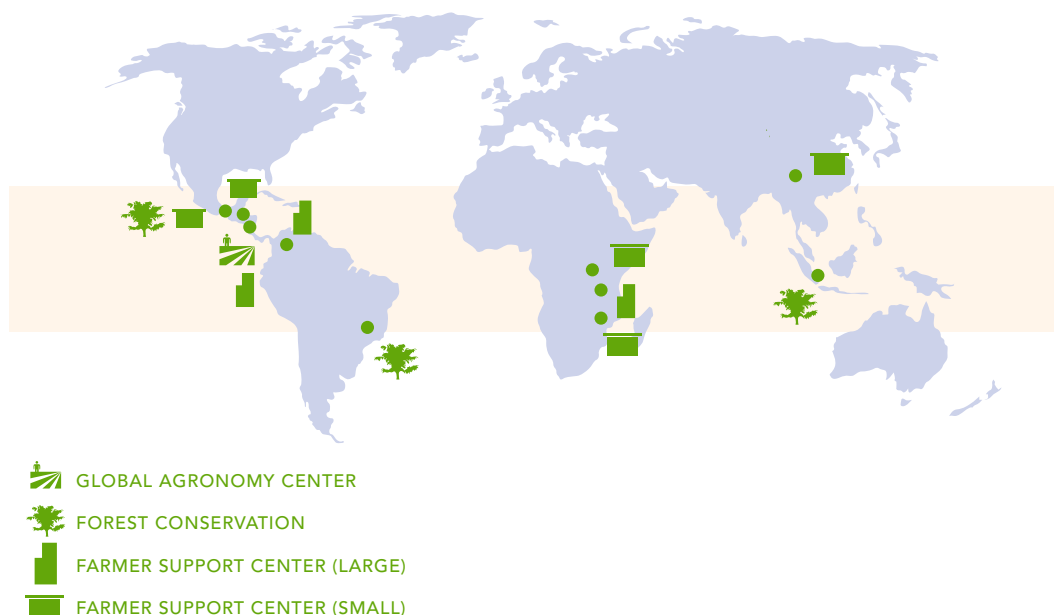 GLOBAL AGRONOMY CENTER
FOREST CONSERVATION
FARMER SUPPORT CENTER (LARGE)
FARMER SUPPORT CENTER (SMALL)